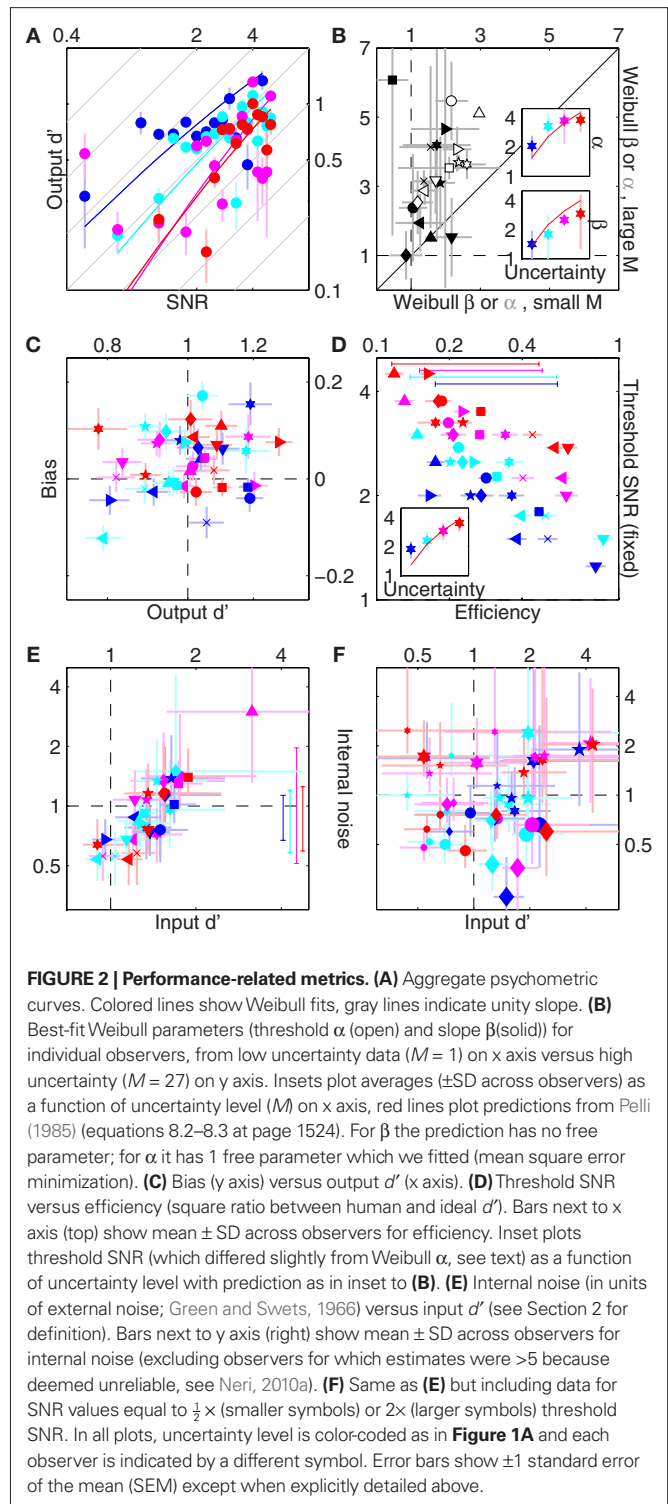 A
0.4
2
4
Output d'
1
0.5
0.1
SNR
B
1
3
5
7
7
5
3
1
4
2
α
4
2
β
Uncertainty
Weibull β or α , large M
Weibull β or α , small M
C
0.8
1
1.2
Bias
0.2
0
−0.2
Output d'
D
0.1
0.2
0.4
1
4
2
1
4
2
1
Uncertainty
Threshold SNR (fixed)
Efficiency
E
1
2
4
4
2
1
0.5
Internal noise
Input d'
F
0.5
1
2
4
4
2
1
0.5
Input d'
FIGURE 2 | Performance-related metrics. (A) Aggregate psychometric
curves. Colored lines show Weibull fits, gray lines indicate unity slope. (B)
Best-fit Weibull parameters (threshold α (open) and slope β(solid)) for
individual observers, from low uncertainty data (M = 1) on x axis versus high
uncertainty (M = 27) on y axis. Insets plot averages (±SD across observers) as
a function of uncertainty level (M) on x axis, red lines plot predictions from Pelli
(1985) (equations 8.2–8.3 at page 1524). For β the prediction has no free
parameter; for α it has 1 free parameter which we fitted (mean square error
minimization). (C) Bias (y axis) versus output d' (x axis). (D) Threshold SNR
versus efficiency (square ratio between human and ideal d'). Bars next to x
axis (top) show mean ± SD across observers for efficiency. Inset plots
threshold SNR (which differed slightly from Weibull α, see text) as a function
of uncertainty level with prediction as in inset to (B). (E) Internal noise (in units
of external noise; Green and Swets, 1966) versus input d' (see Section 2 for
definition). Bars next to y axis (right) show mean ± SD across observers for
internal noise (excluding observers for which estimates were >5 because
deemed unreliable, see Neri, 2010a). (F) Same as (E) but including data for
SNR values equal to ½ × (smaller symbols) or 2× (larger symbols) threshold
SNR. In all plots, uncertainty level is color-coded as in Figure 1A and each
observer is indicated by a different symbol. Error bars show ±1 standard error
of the mean (SEM) except when explicitly detailed above.